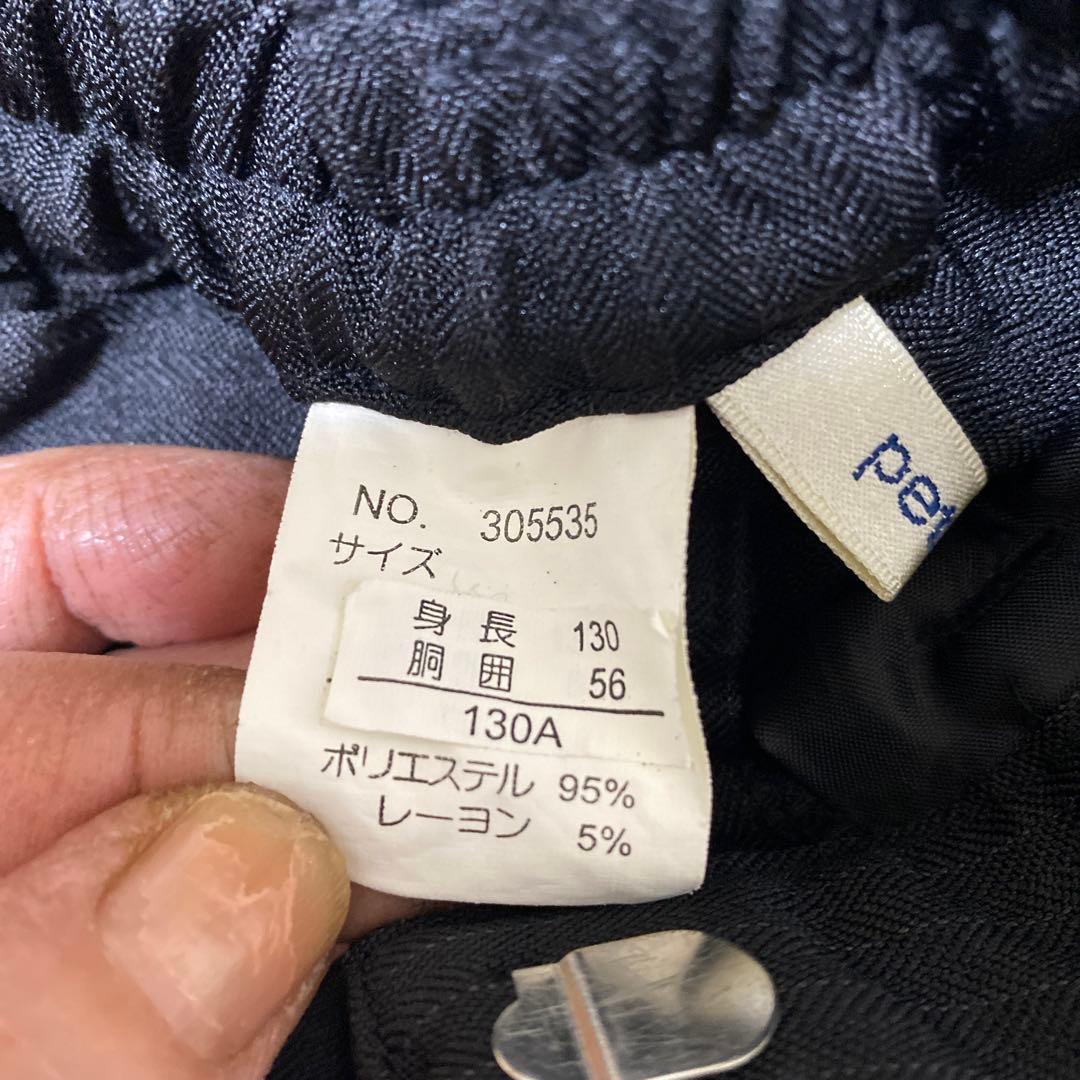 NO. 305535
サイズ
身長 130
胴囲 56
130A
ポリエステル 95%
レーヨン 5%